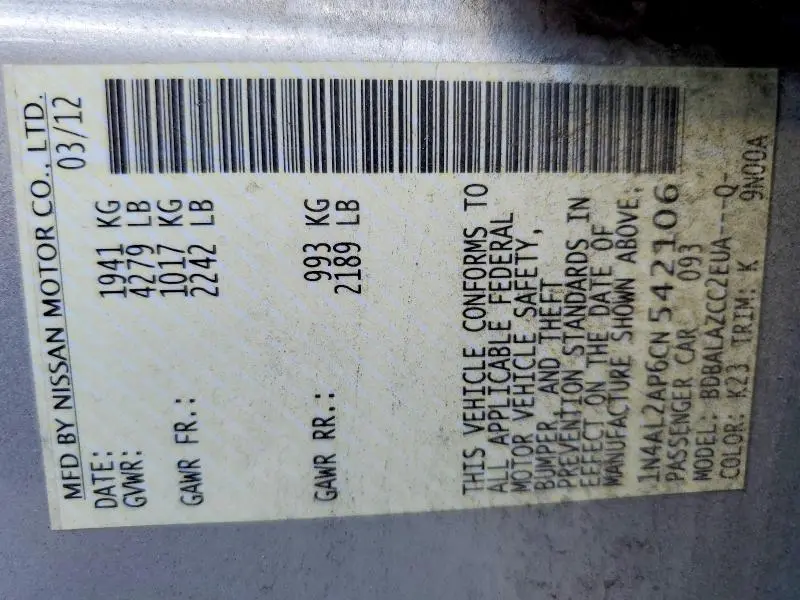 MFD BY NISSAN MOTOR CO., LTD.
DATE: 03/12
GVWR: 1941 KG
4279 LB
GAWR FR.: 1017 KG
2242 LB
GAWR RR.: 993 KG
2189 LB
THIS VEHICLE CONFORMS TO
ALL APPLICABLE FEDERAL
MOTOR VEHICLE SAFETY,
BUMPER, AND THEFT
PREVENTION STANDARDS IN
EFFECT ON THE DATE OF
MANUFACTURE SHOWN ABOVE:
1N4AL2AP6CN542106
PASSENGER CAR 093
MODEL: BDBALAZCC2EUA---Q-
COLOR: K23 TRIM: K 9N00A